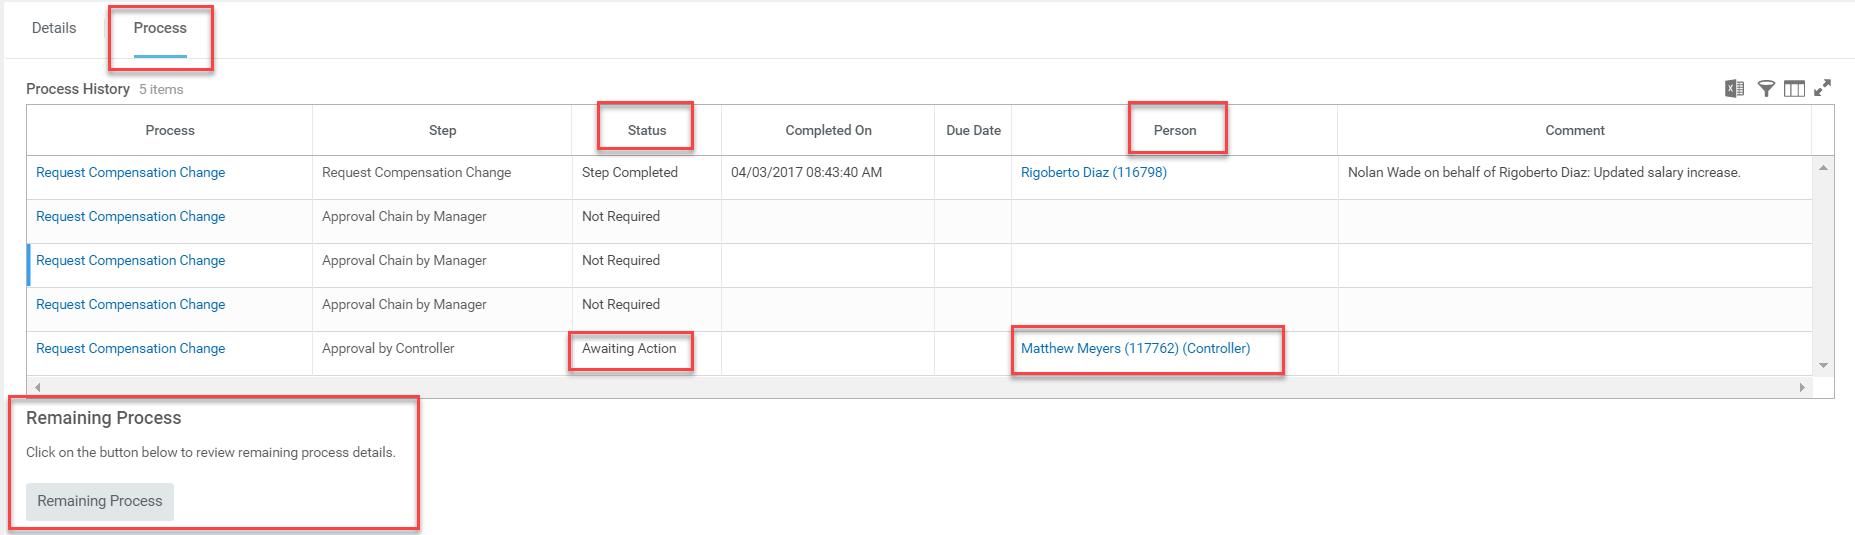 Details Process
Process History 5 items
Process Step Status Completed On Due Date Person Comment
Request Compensation Change Request Compensation Change Step Completed 04/03/2017 08:43:40 AM Rigoberto Diaz (116798) Nolan Wade on behalf of Rigoberto Diaz: Updated salary increase.
Request Compensation Change Approval Chain by Manager Not Required
Request Compensation Change Approval Chain by Manager Not Required
Request Compensation Change Approval Chain by Manager Not Required
Request Compensation Change Approval by Controller Awaiting Action Matthew Meyers (117762) (Controller)
Remaining Process
Click on the button below to review remaining process details.
Remaining Process